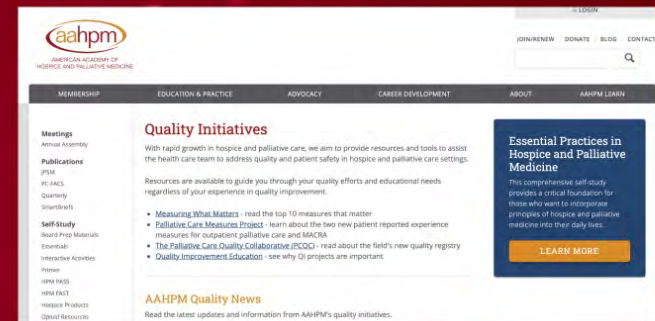 LOGIN
aahpm
AMERICAN ACADEMY OF
HOSPICE AND PALLIATIVE MEDICINE
JOIN/RENEW DONATE BLOG CONTACT
MEMBERSHIP EDUCATION & PRACTICE ADVOCACY CAREER DEVELOPMENT ABOUT AAHPM LEARN
Meetings
Annual Assembly
Publications
JPSM
PC-FACS
Quarterly
SmartBriefs
Self-Study
Board Prep Materials
Essentials
Interactive Activities
Primer
HPM PASS
HPM FAST
Hospice Products
Opioid Resources
Quality Initiatives
With rapid growth in hospice and palliative care, we aim to provide resources and tools to assist
the health care team to address quality and patient safety in hospice and palliative care settings.
Resources are available to guide you through your quality efforts and educational needs
regardless of your experience in quality improvement.
• Measuring What Matters - read the top 10 measures that matter
• Palliative Care Measures Project - learn about the two new patient reported experience
measures for outpatient palliative care and MACRA
• The Palliative Care Quality Collaborative (PCQC) - read about the field's new quality registry
• Quality Improvement Education - see why QI projects are important
AAHPM Quality News
Read the latest updates and information from AAHPM's quality initiatives.
Essential Practices in
Hospice and Palliative
Medicine
This comprehensive self-study
provides a critical foundation for
those who want to incorporate
principles of hospice and palliative
medicine into their daily lives.
LEARN MORE